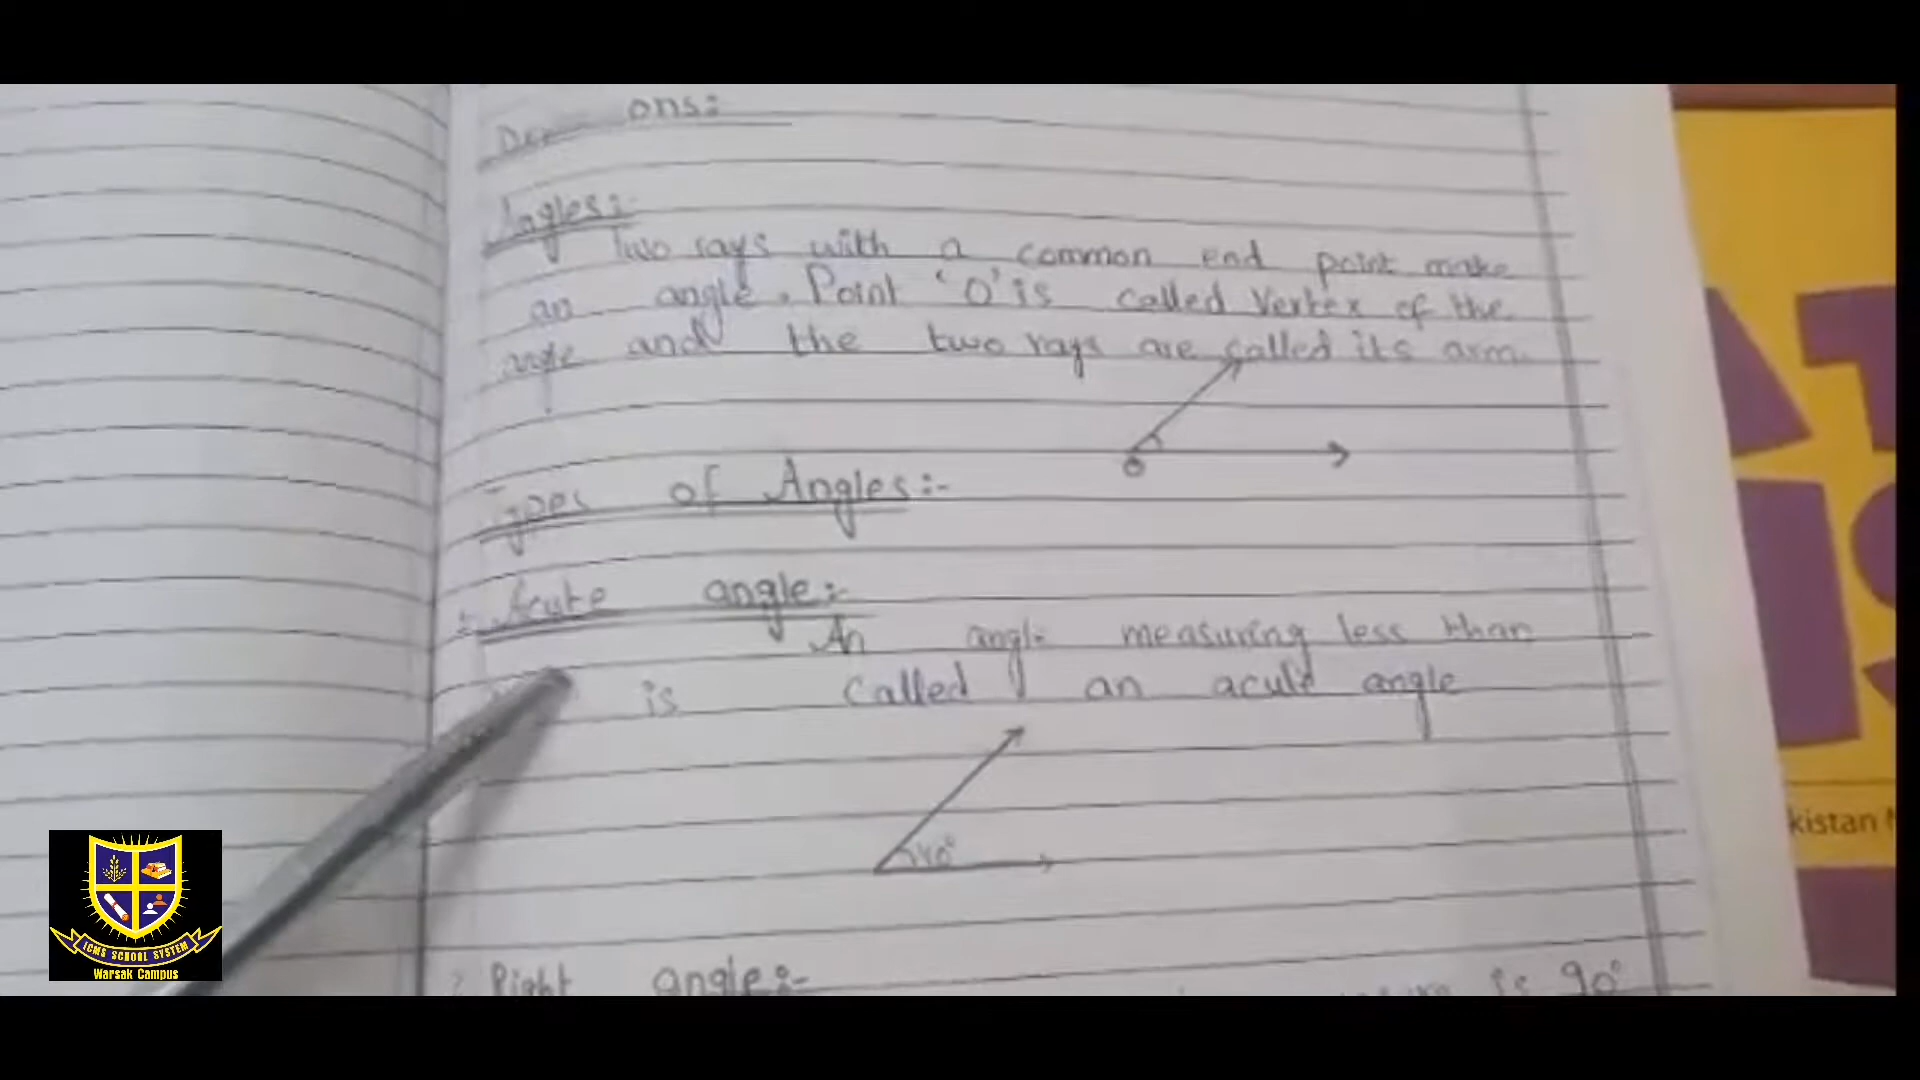 ons:
Angles:-
Two rays with a common end point make
an angle. Point 'O' is called Vertex of the
angle and the two rays are called its arm.
O
Types of Angles:-
Acute angle:-
An angle measuring less than
is called an acute angle
40°
Right angle:-
is 90°
ICMS SCHOOL SYSTEM
Warsak Campus
kistan